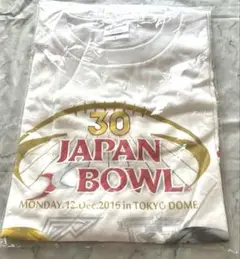 30
JAPAN
BOWL
MONDAY.12.Dec.2016 in TOKYO DOME